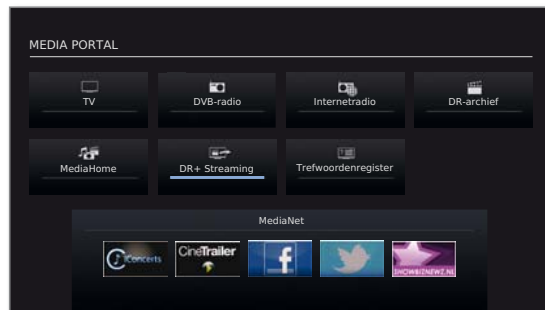 MEDIA PORTAL
TV DVB-radio Internetradio DR-archief
MediaHome DR+ Streaming Trefwoordenregister
MediaNet
iConcerts CineTrailer f SHOWBIZNEWZ.NL